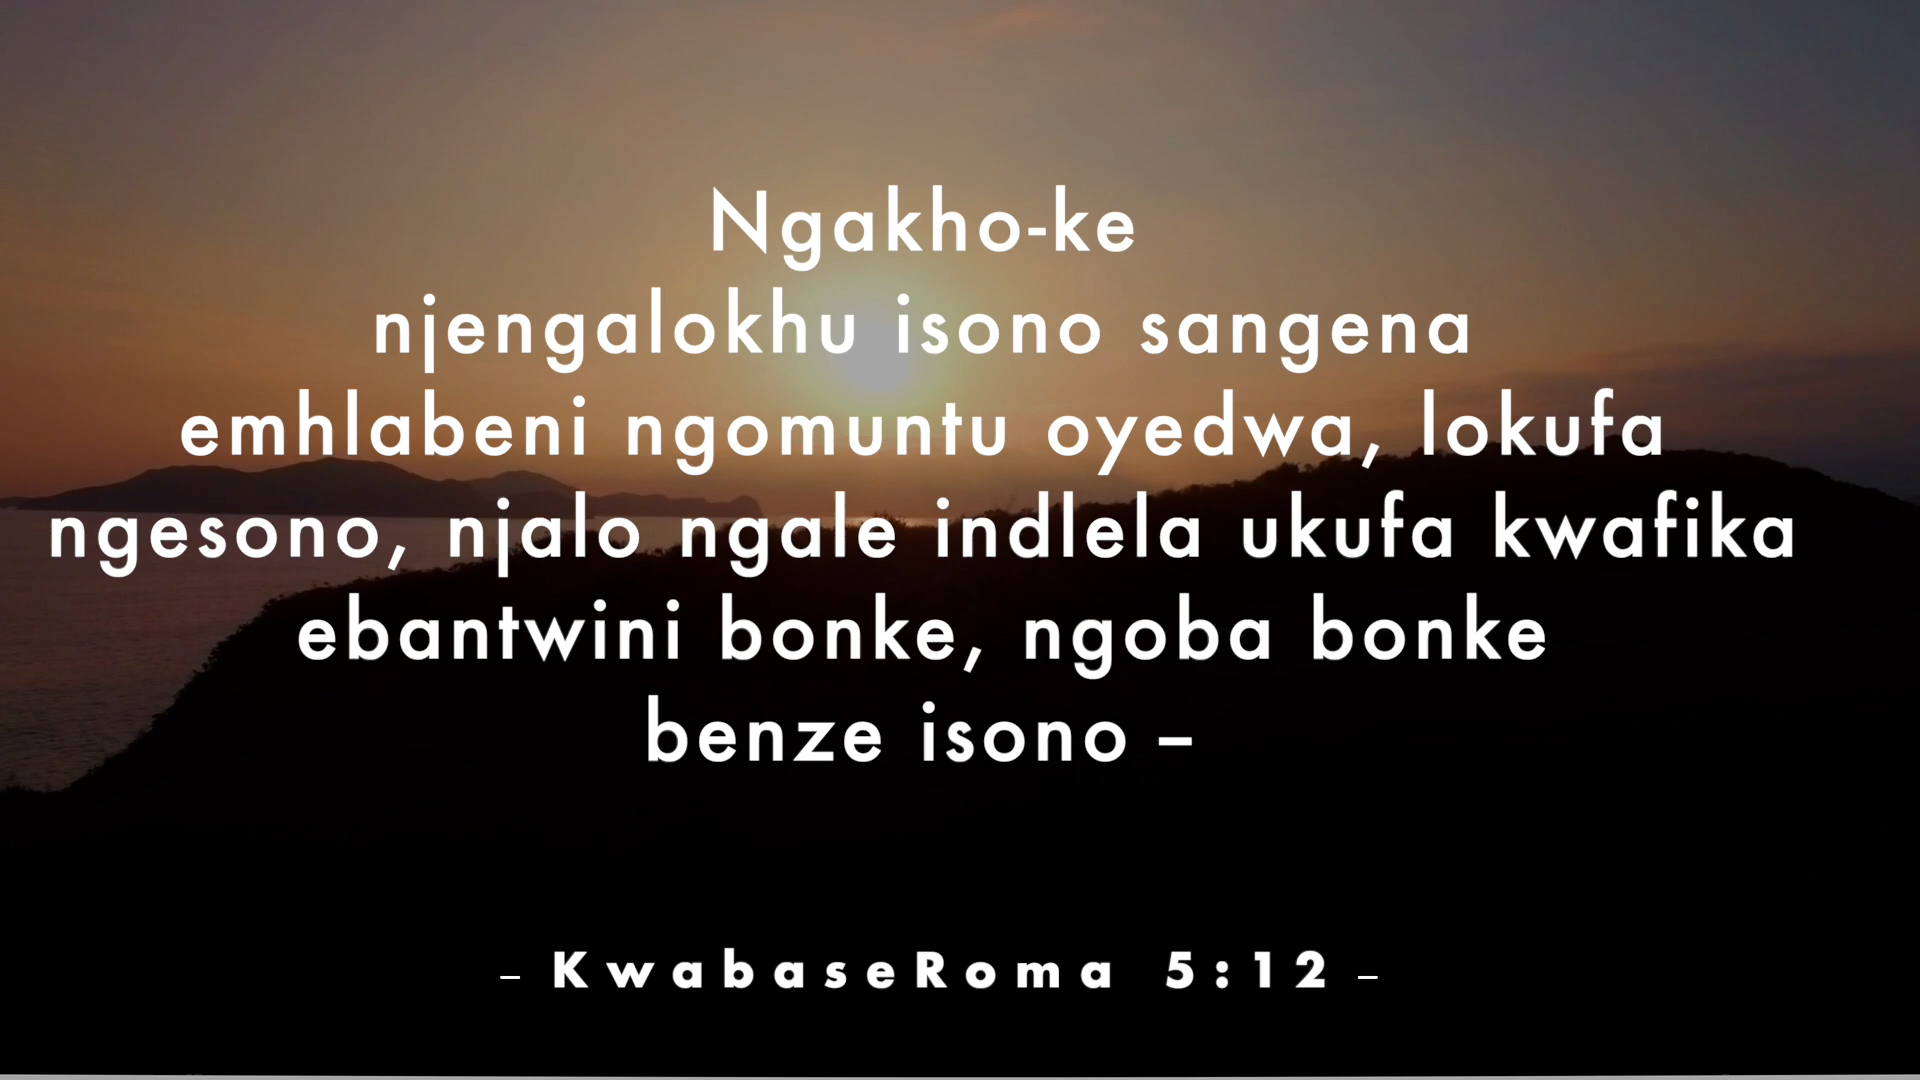 Ngakho-ke
njengalokhu isono sangena
emhlabeni ngomuntu oyedwa, lokufa
ngesono, njalo ngale indlela ukufa kwafika
ebantwini bonke, ngoba bonke
benze isono –
– KwabaseRoma 5:12 –